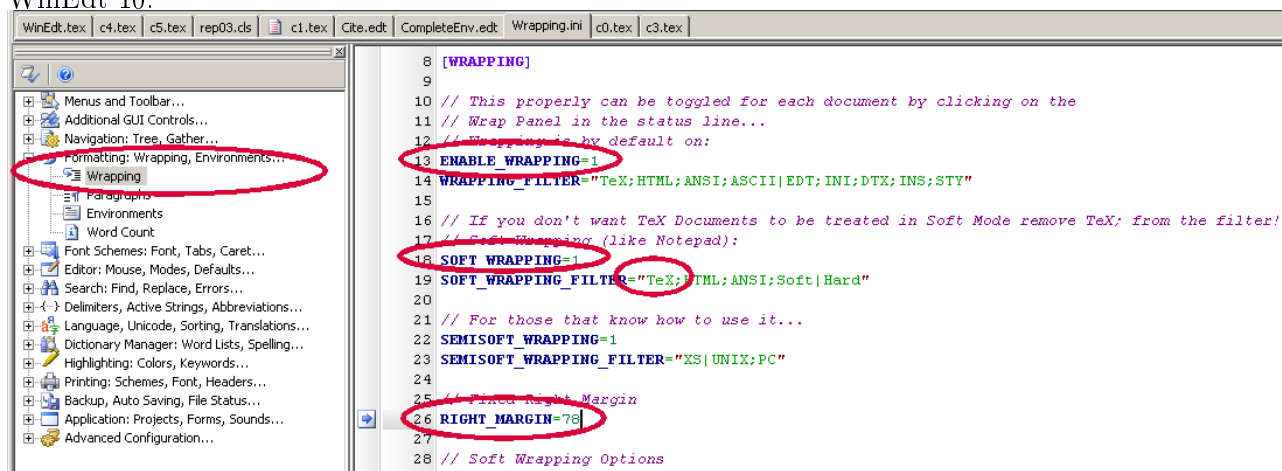 WinEdt 10:
WinEdt.tex c4.tex c5.tex rep03.cls c1.tex Cite.edt CompleteEnv.edt Wrapping.ini c0.tex c3.tex
Menus and Toolbar...
Additional GUI Controls...
Navigation: Tree, Gather...
Formatting: Wrapping, Environments...
Wrapping
Paragraphs
Environments
Word Count
Font Schemes: Font, Tabs, Caret...
Editor: Mouse, Modes, Defaults...
Search: Find, Replace, Errors...
Delimiters, Active Strings, Abbreviations...
Language, Unicode, Sorting, Translations...
Dictionary Manager: Word Lists, Spelling...
Highlighting: Colors, Keywords...
Printing: Schemes, Font, Headers...
Backup, Auto Saving, File Status...
Application: Projects, Forms, Sounds...
Advanced Configuration...
8 [WRAPPING]
9
10 // This properly can be toggled for each document by clicking on the
11 // Wrap Panel in the status line...
12 // Wrapping is by default on:
13 ENABLE_WRAPPING=1
14 WRAPPING_FILTER="TeX;HTML;ANSI;ASCII|EDT;INI;DTX;INS;STY"
15
16 // If you don't want TeX Documents to be treated in Soft Mode remove TeX; from the filter!
17 // Soft Wrapping (like Notepad):
18 SOFT_WRAPPING=1
19 SOFT_WRAPPING_FILTER="TeX;HTML;ANSI;Soft|Hard"
20
21 // For those that know how to use it...
22 SEMISOFT_WRAPPING=1
23 SEMISOFT_WRAPPING_FILTER="XS|UNIX;PC"
24
25 // Fixed Right Margin
26 RIGHT_MARGIN=78
27
28 // Soft Wrapping Options